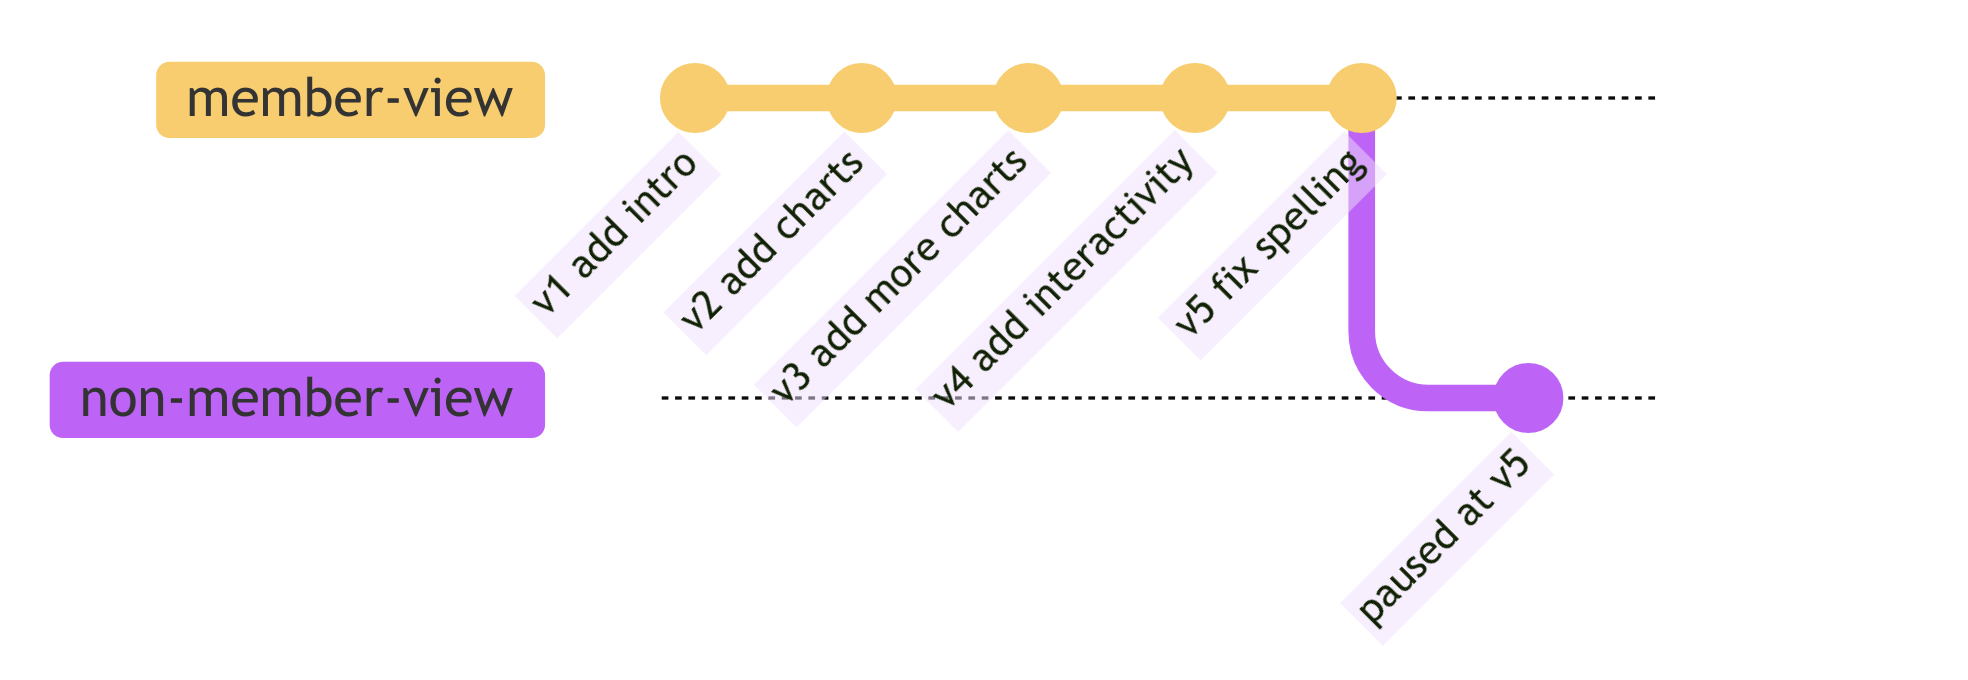 member-view
v1 add intro
v2 add charts
v3 add more charts
v4 add interactivity
v5 fix spelling
non-member-view
paused at v5